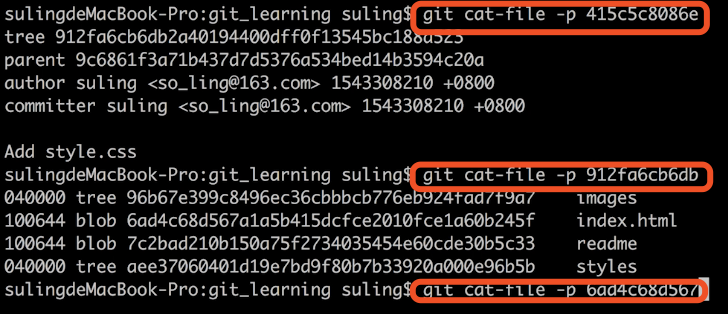 sulingdeMacBook-Pro:git_learning suling$ git cat-file -p 415c5c8086e
tree 912fa6cb6db2a40194400dff0f13545bc188a523
parent 9c6861f3a71b437d7d5376a534bed14b3594c20a
author suling <so_ling@163.com> 1543308210 +0800
committer suling <so_ling@163.com> 1543308210 +0800

Add style.css
sulingdeMacBook-Pro:git_learning suling$ git cat-file -p 912fa6cb6db
040000 tree 96b67e399c8496ec36cbbbcb776eb924fad7f9a7 images
100644 blob 6ad4c68d567a1a5b415dcfce2010fce1a60b245f index.html
100644 blob 7c2bad210b150a75f2734035454e60cde30b5c33 readme
040000 tree aee37060401d19e7bd9f80b7b33920a000e96b5b styles
sulingdeMacBook-Pro:git_learning suling$ git cat-file -p 6ad4c68d567